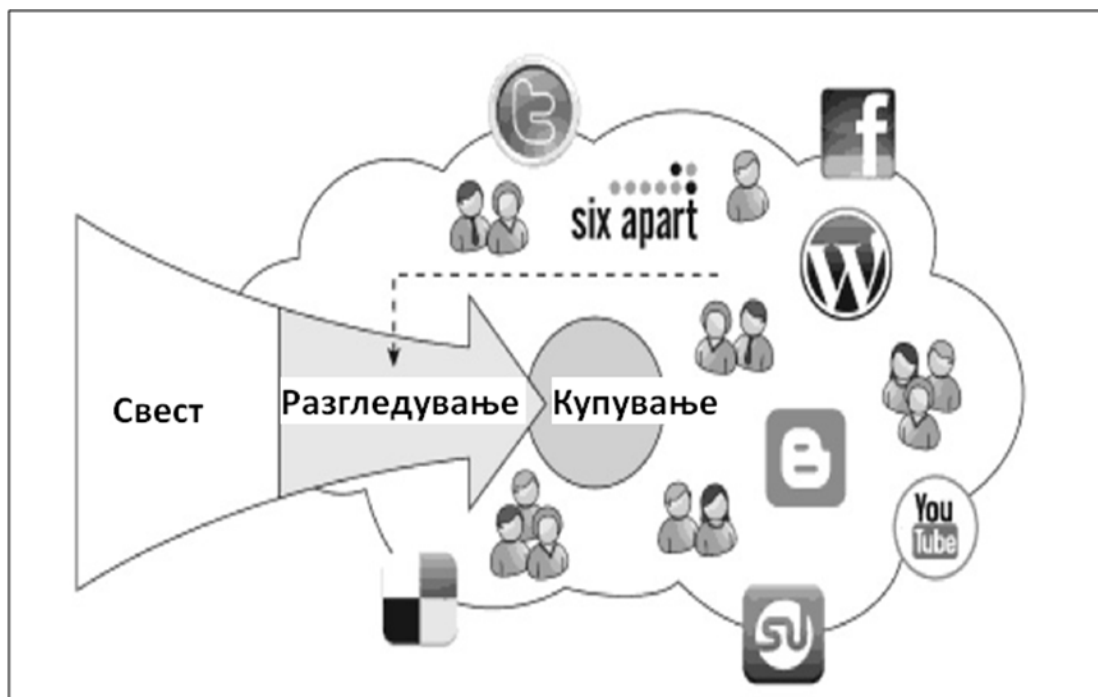 six apart
Свест
Разгледување
Купување
You
Tube